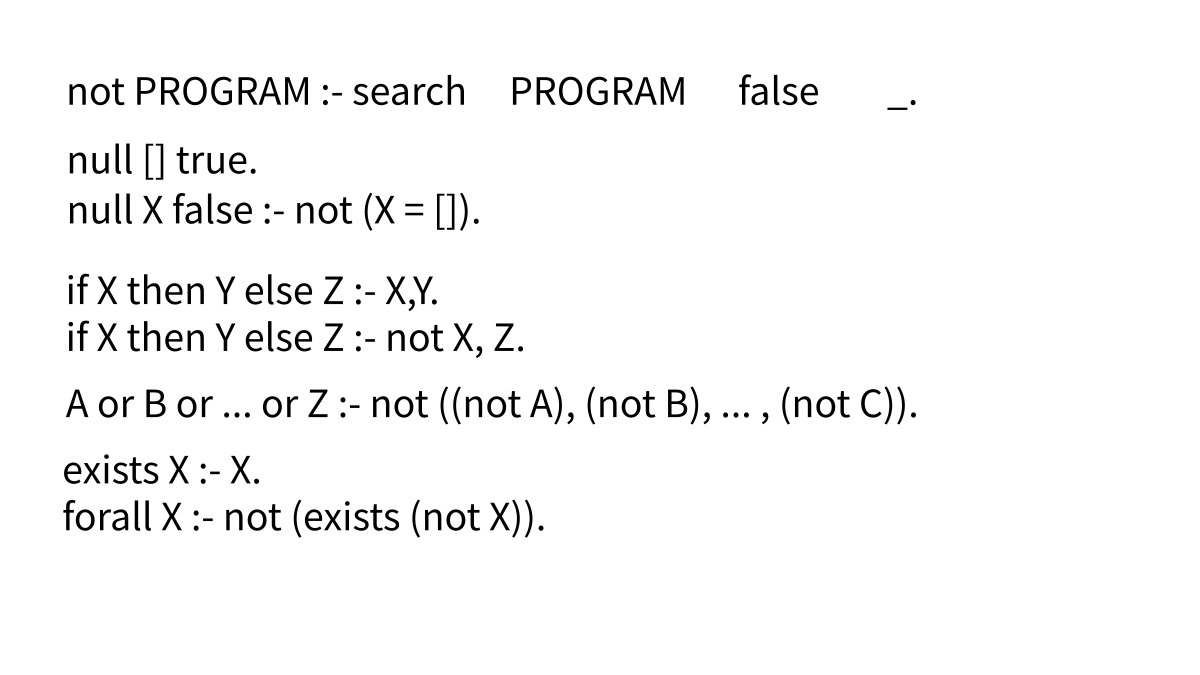 not PROGRAM :- search PROGRAM false _.
null [] true.
null X false :- not (X = []).
if X then Y else Z :- X,Y.
if X then Y else Z :- not X, Z.
A or B or ... or Z :- not ((not A), (not B), ... , (not C)).
exists X :- X.
forall X :- not (exists (not X)).